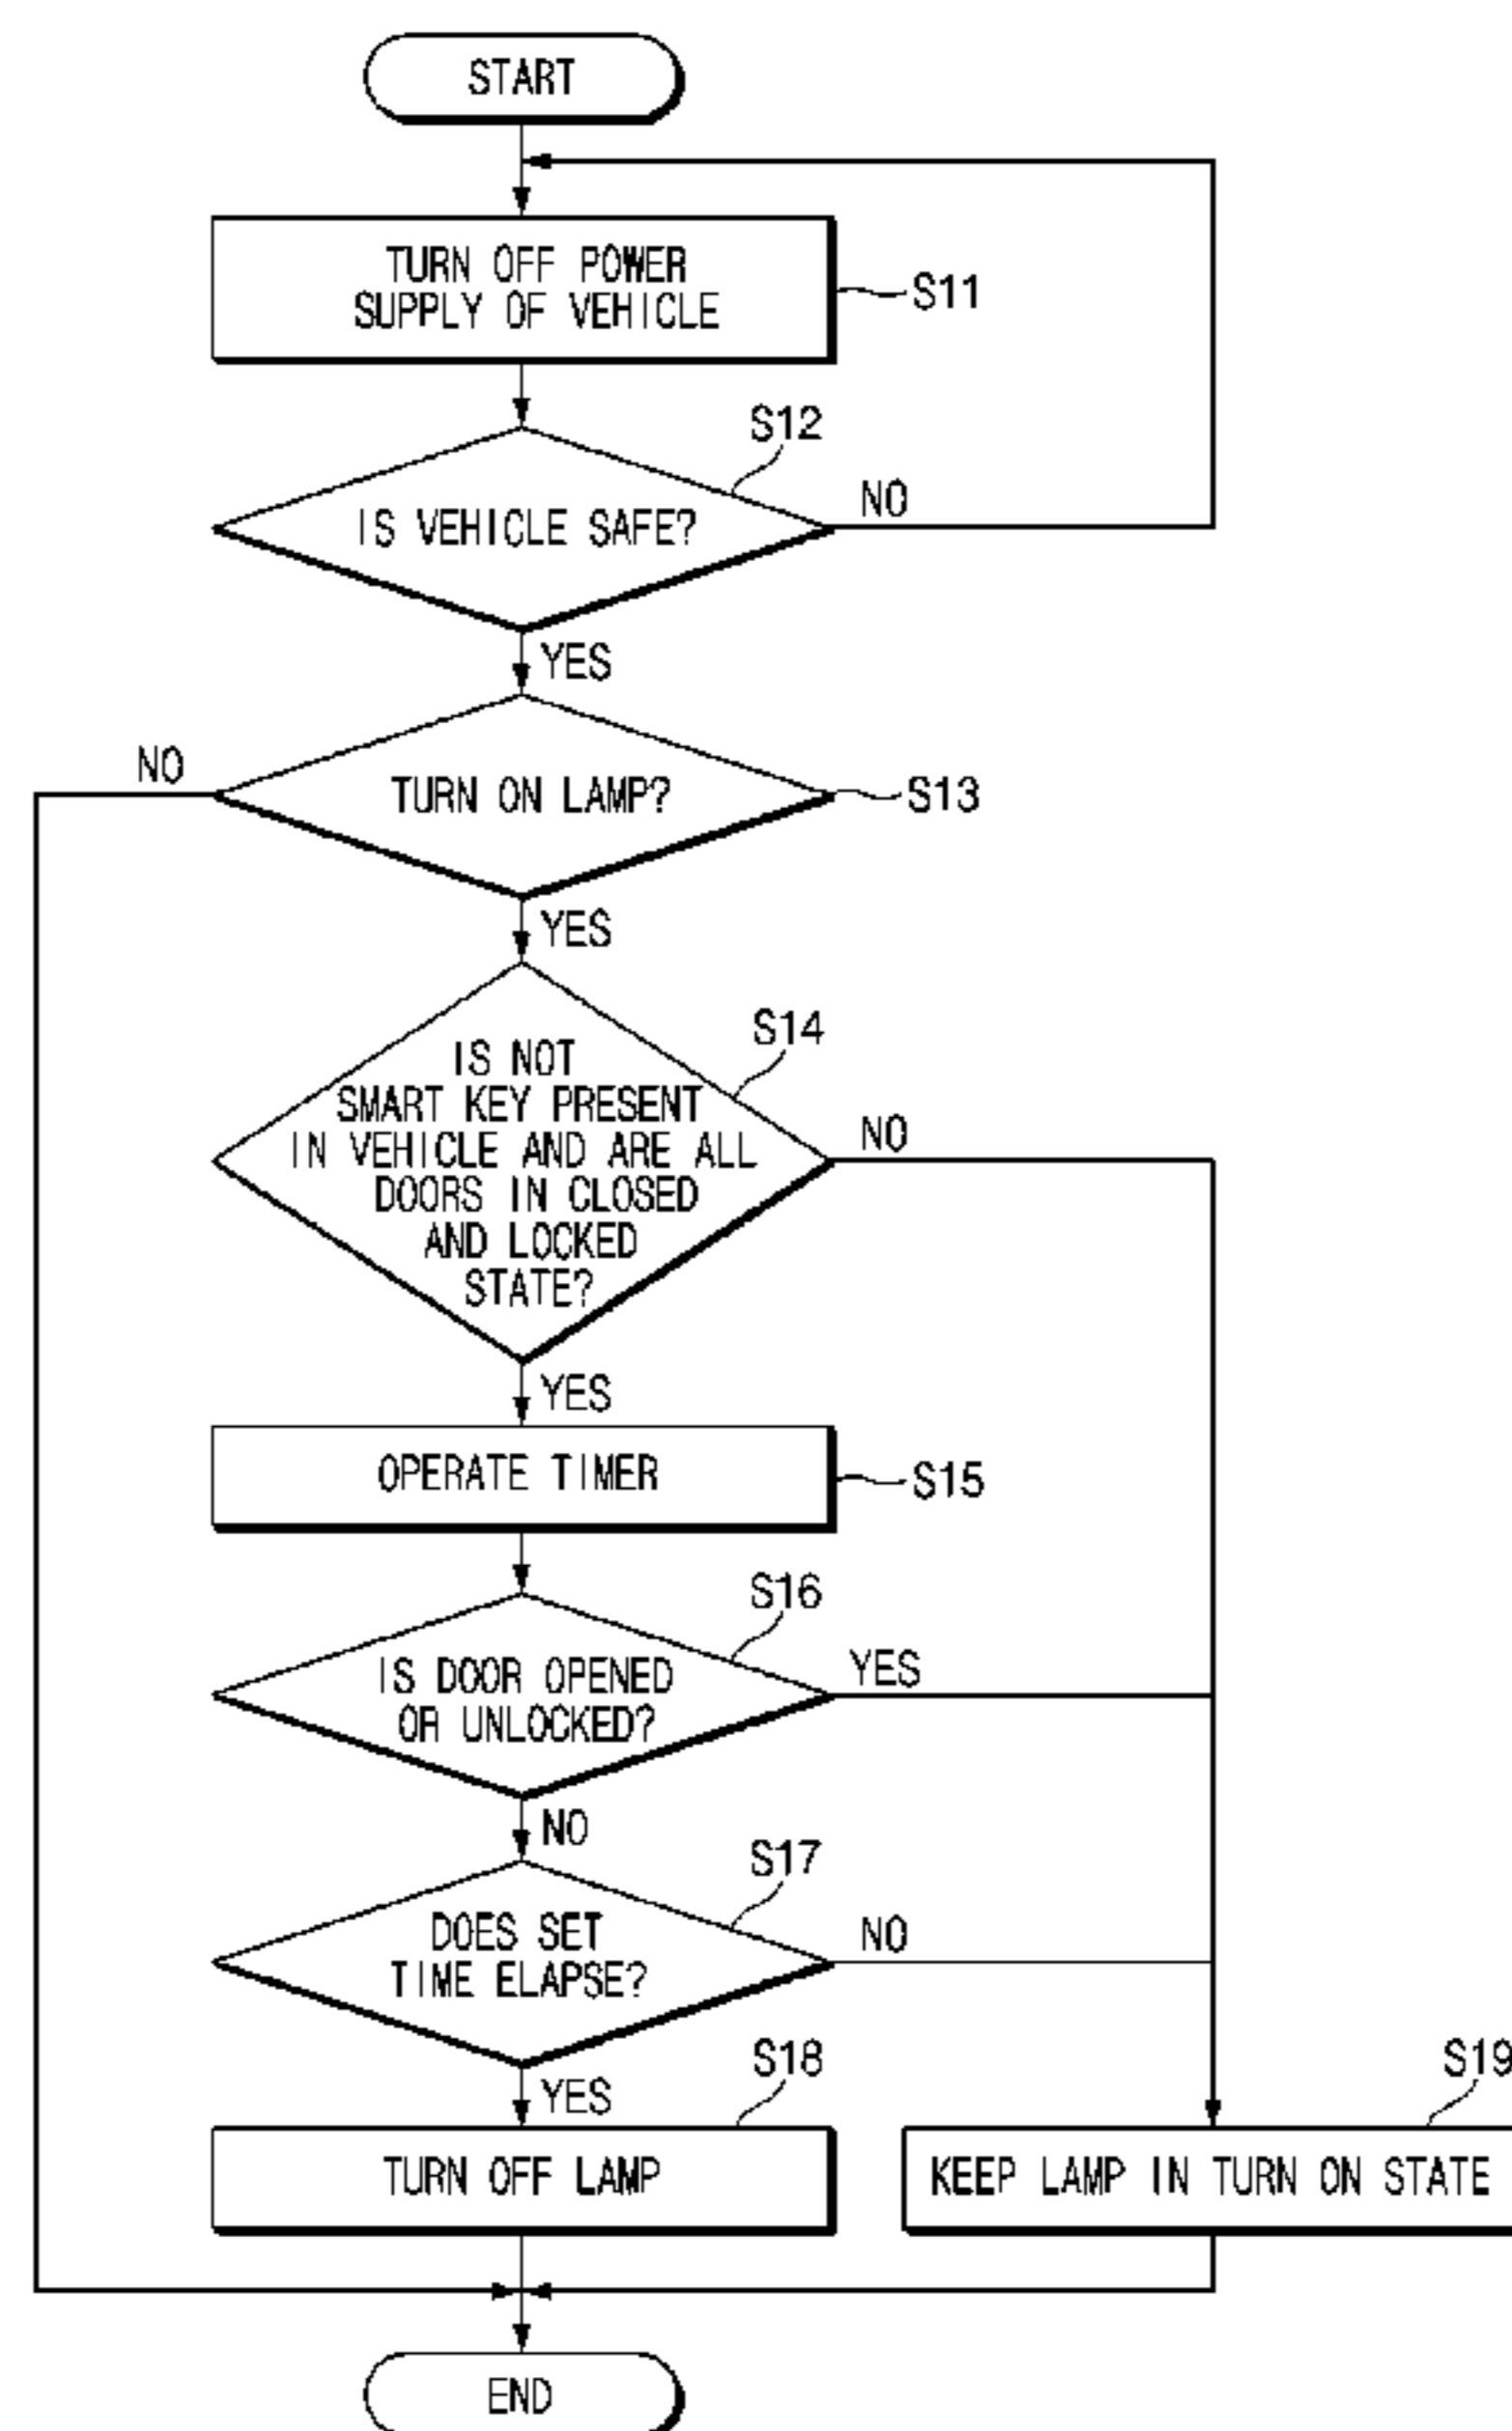 START
TURN OFF POWER
SUPPLY OF VEHICLE
S11
S12
IS VEHICLE SAFE?
NO
YES
NO
TURN ON LAMP?
S13
YES
S14
IS NOT
SMART KEY PRESENT
IN VEHICLE AND ARE ALL
DOORS IN CLOSED
AND LOCKED
STATE?
NO
YES
OPERATE TIMER
S15
S16
IS DOOR OPENED
OR UNLOCKED?
YES
NO
S17
DOES SET
TIME ELAPSE?
NO
YES
S18
S19
TURN OFF LAMP
KEEP LAMP IN TURN ON STATE
END